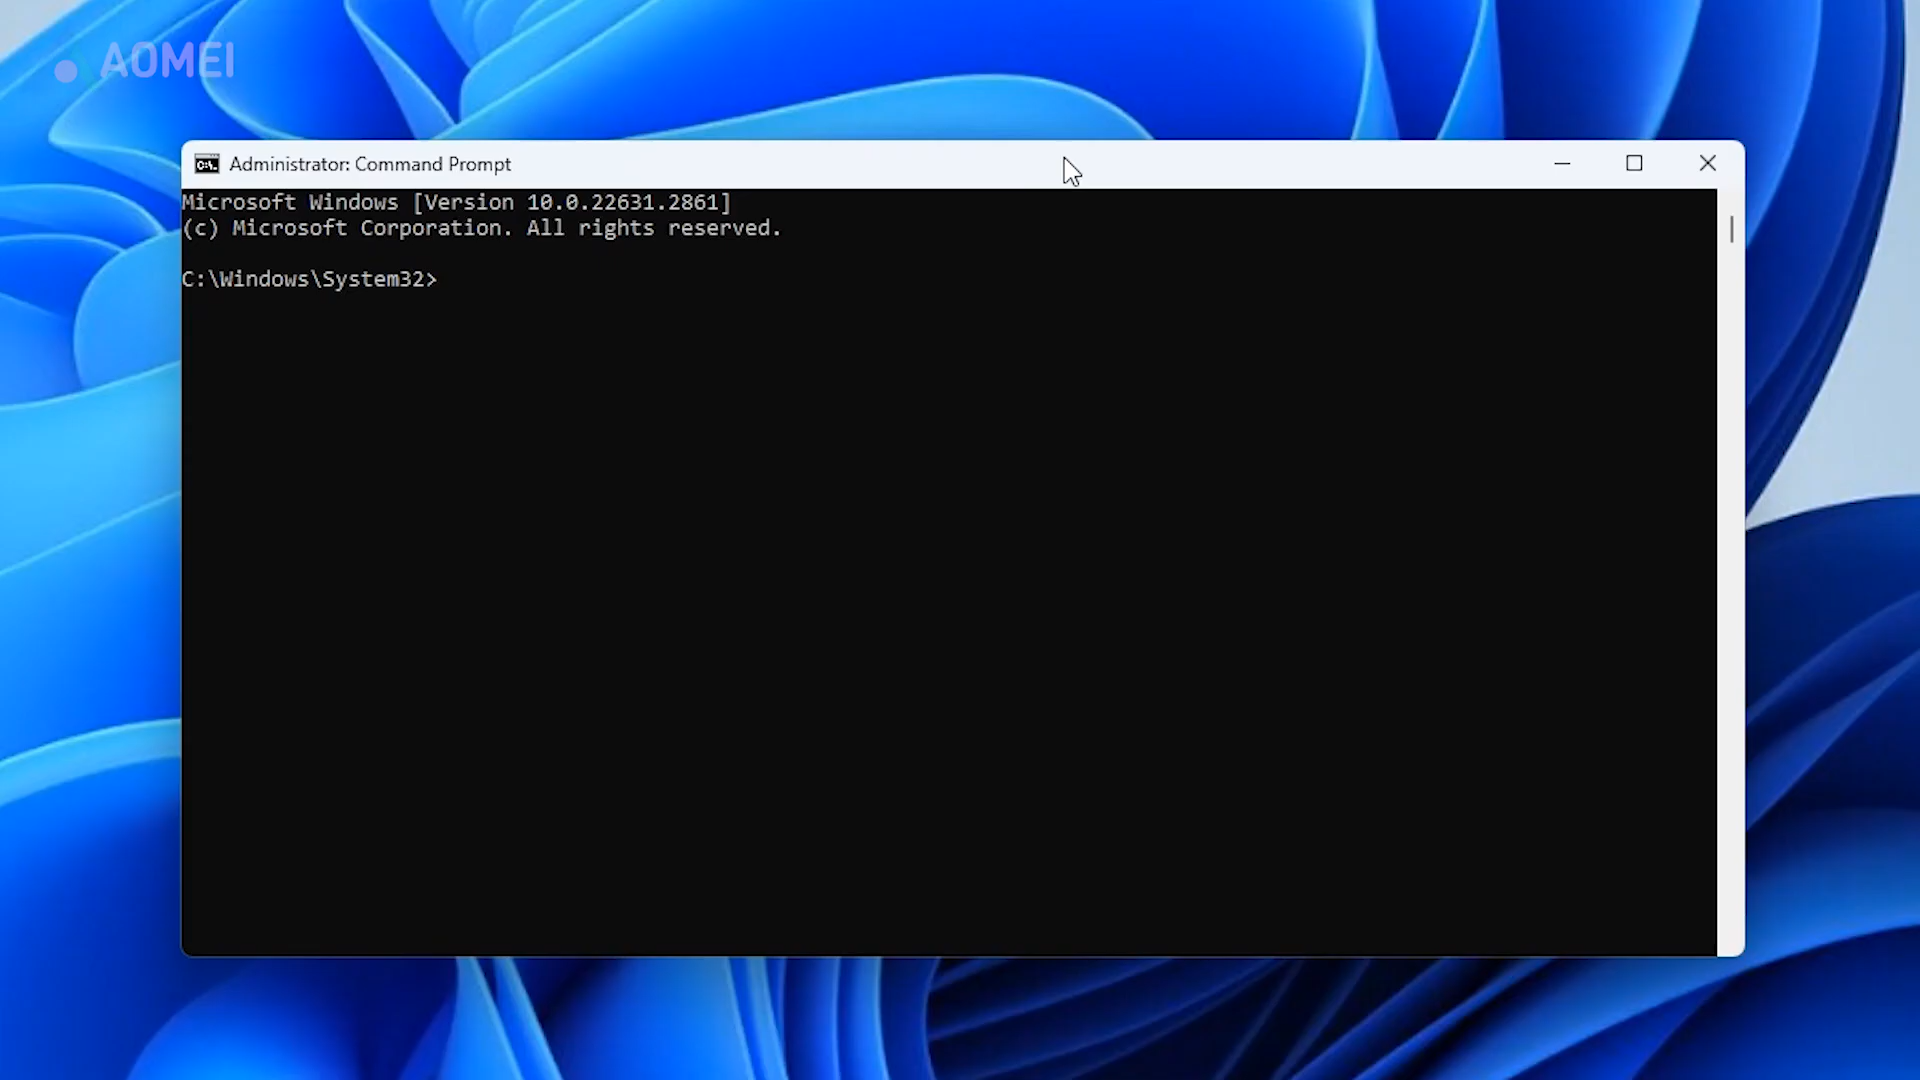 AOMEI
Administrator: Command Prompt
Microsoft Windows [Version 10.0.22631.2861]
(c) Microsoft Corporation. All rights reserved.
C:\Windows\System32>